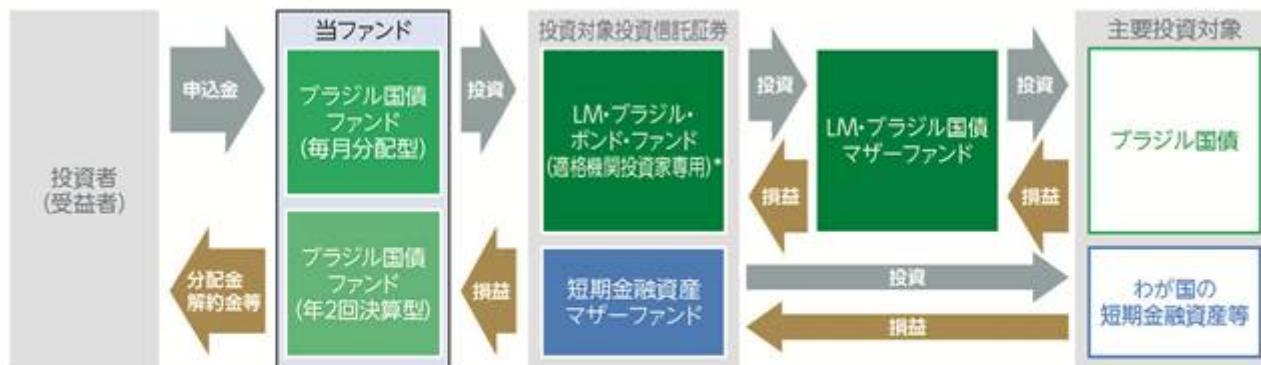 投資者
(受益者)
申込金
分配金
解約金等
当ファンド
ブラジル国債
ファンド
(毎月分配型)
ブラジル国債
ファンド
(年2回決算型)
投資
損益
投資対象投資信託証券
LM・ブラジル・
ボンド・ファンド
(適格機関投資家専用)*
短期金融資産
マザーファンド
投資
損益
LM・ブラジル国債
マザーファンド
投資
損益
投資
損益
主要投資対象
ブラジル国債
わが国の
短期金融資産等